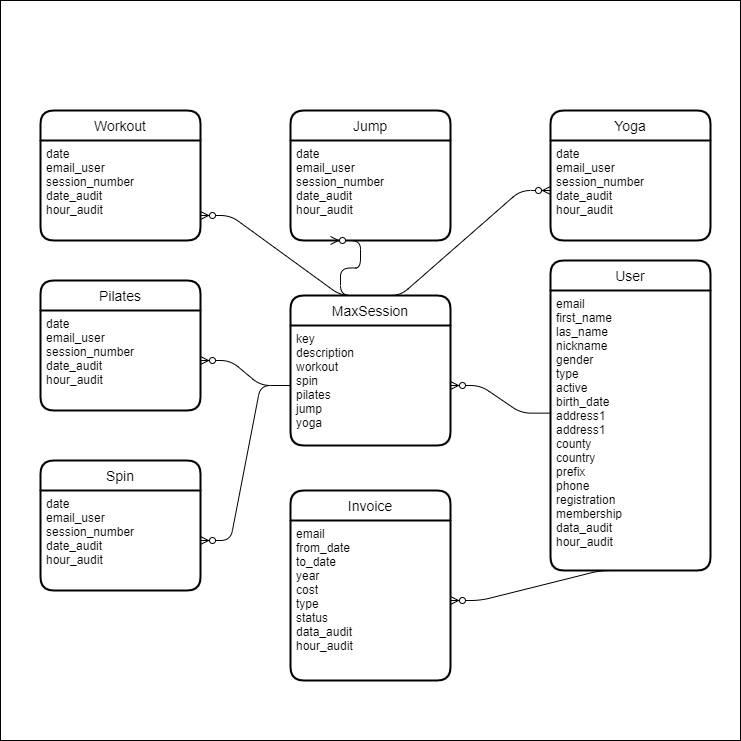 Workout
date
email_user
session_number
date_audit
hour_audit
Jump
date
email_user
session_number
date_audit
hour_audit
Yoga
date
email_user
session_number
date_audit
hour_audit
Pilates
date
email_user
session_number
date_audit
hour_audit
MaxSession
key
description
workout
spin
pilates
jump
yoga
User
email
first_name
las_name
nickname
gender
type
active
birth_date
address1
address1
county
country
prefix
phone
registration
membership
data_audit
hour_audit
Spin
date
email_user
session_number
date_audit
hour_audit
Invoice
email
from_date
to_date
year
cost
type
status
data_audit
hour_audit